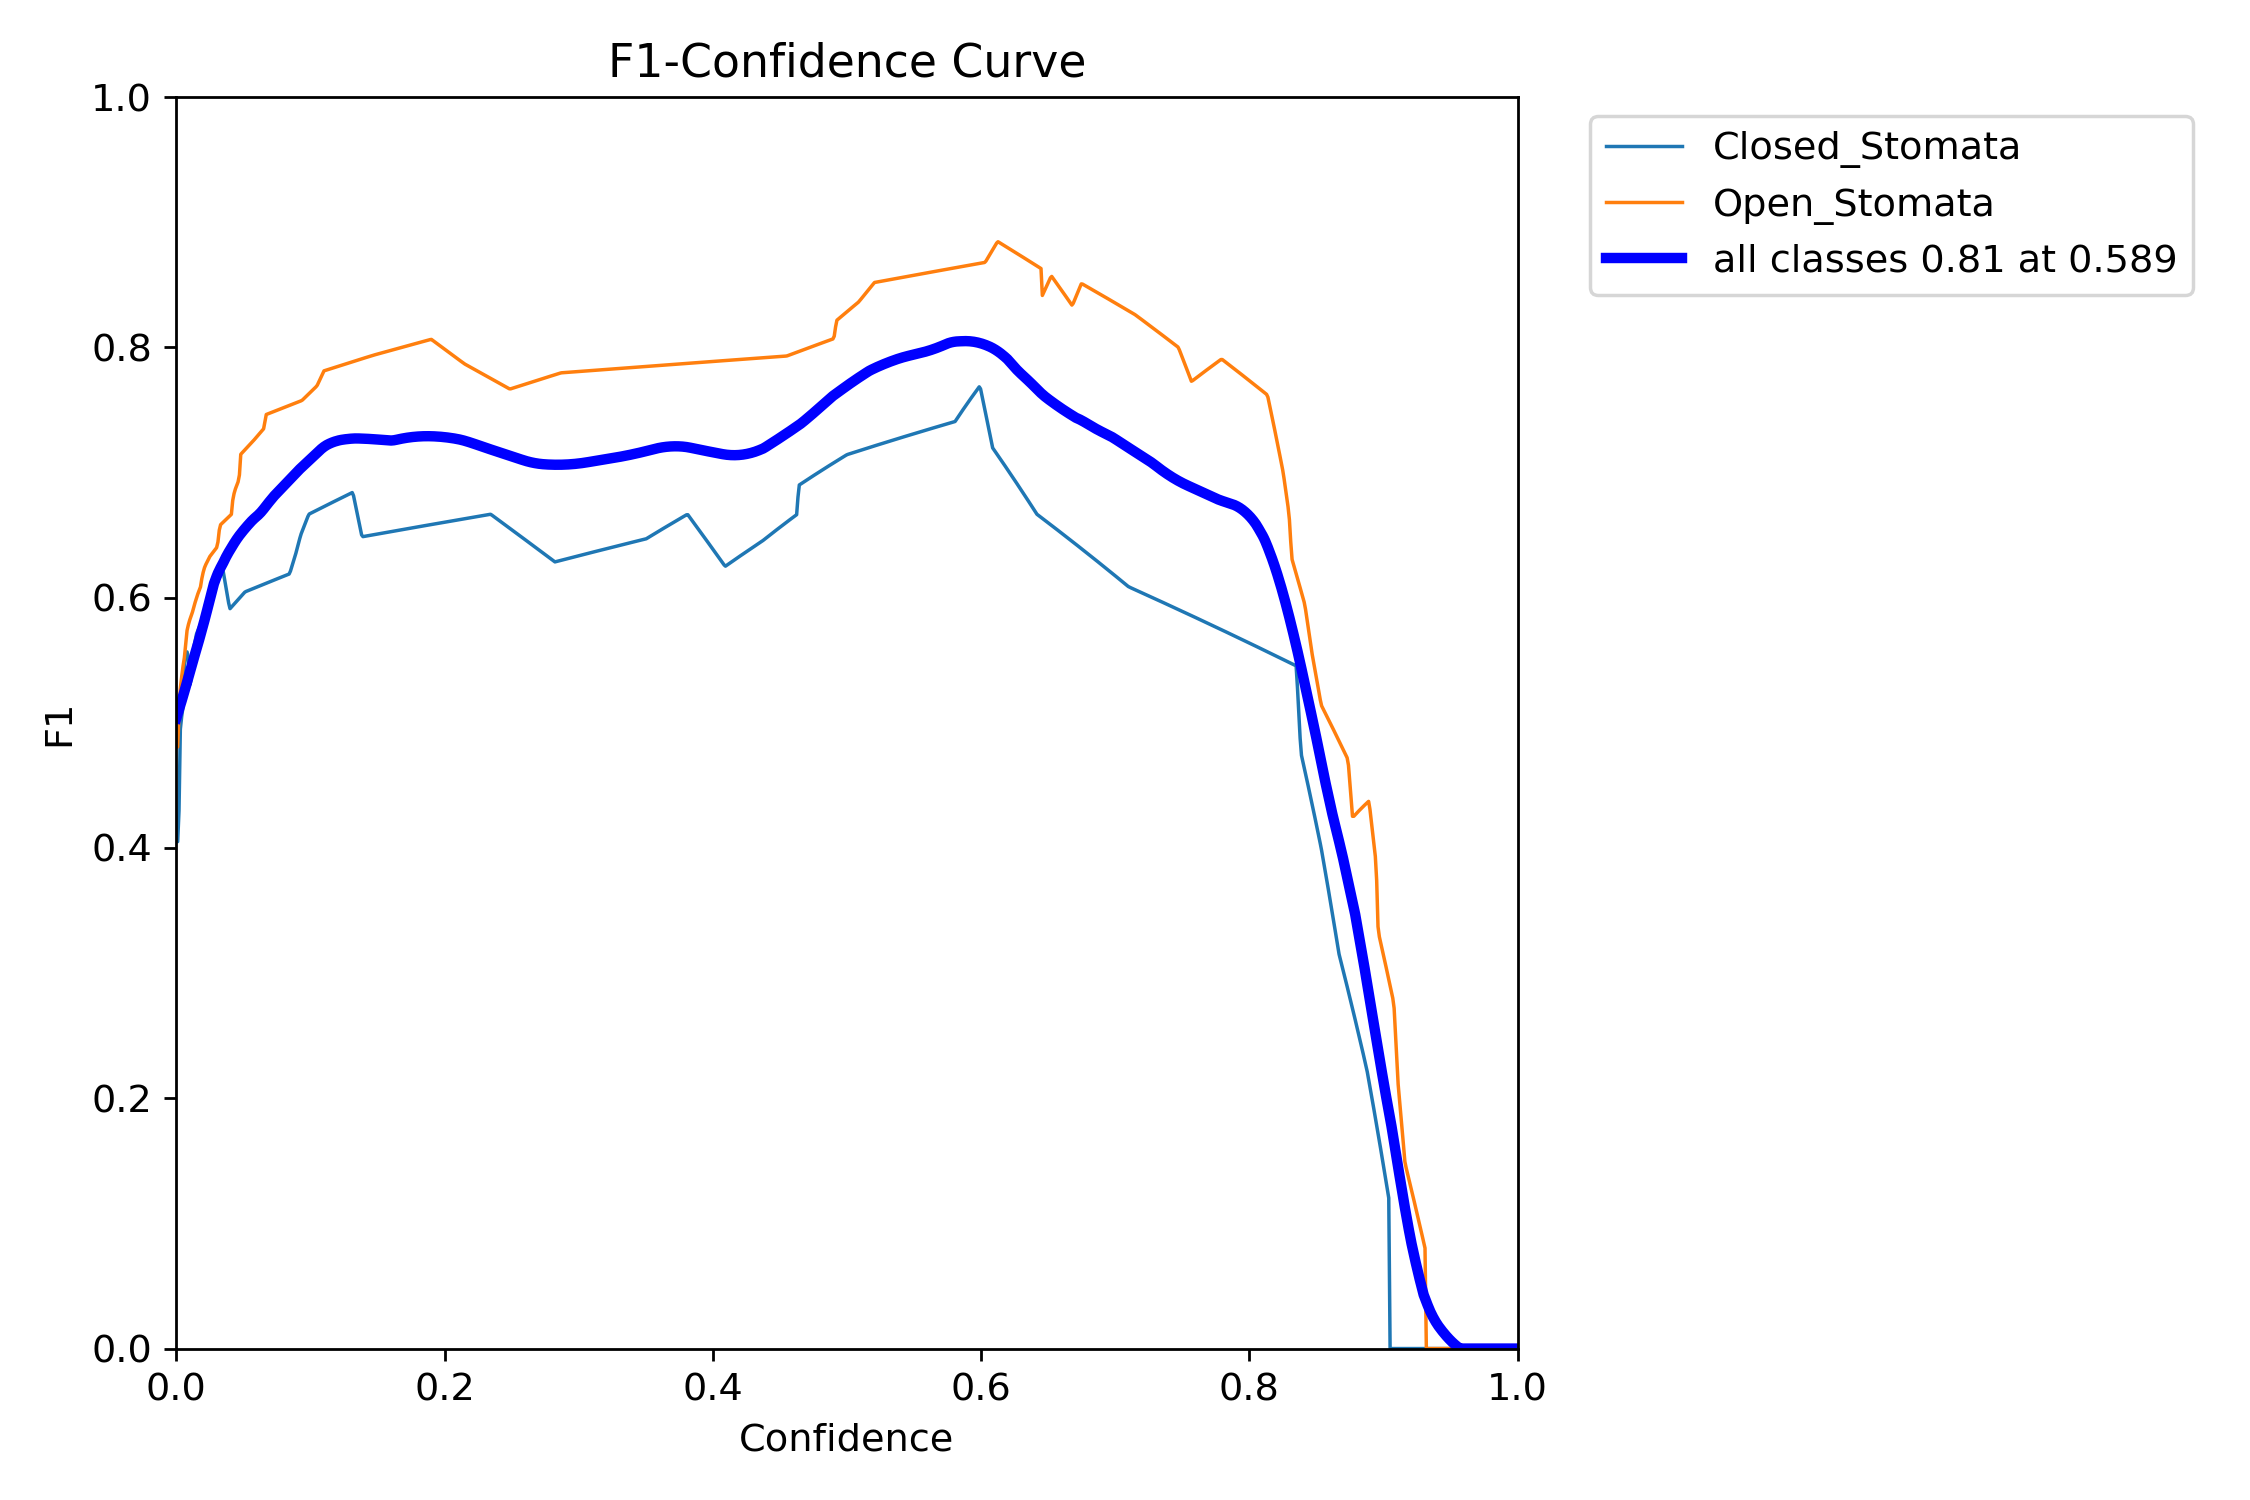 F1-Confidence Curve
1.0
0.8
0.6
0.4
0.2
0.0
F1
0.0 0.2 0.4 0.6 0.8 1.0
Confidence
Closed_Stomata
Open_Stomata
all classes 0.81 at 0.589